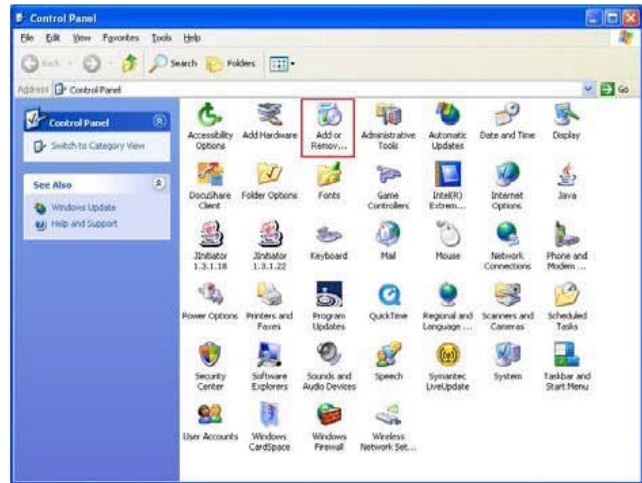 Control Panel
File Edit View Favorites Tools Help
Back Search Folders
Address Control Panel Go
Control Panel
Switch to Category View
See Also
Windows Update
Help and Support
Accessibility Options
Add Hardware
Add or Remov...
Administrative Tools
Automatic Updates
Date and Time
Display
DocuShare Client
Folder Options
Fonts
Game Controllers
Intel(R) Extrem...
Internet Options
Java
JInitiator 1.3.1.18
JInitiator 1.3.1.22
Keyboard
Mail
Mouse
Network Connections
Phone and Modem ...
Power Options
Printers and Faxes
Program Updates
QuickTime
Regional and Language ...
Scanners and Cameras
Scheduled Tasks
Security Center
Software Explorers
Sounds and Audio Devices
Speech
Symantec LiveUpdate
System
Taskbar and Start Menu
User Accounts
Windows CardSpace
Windows Firewall
Wireless Network Set...